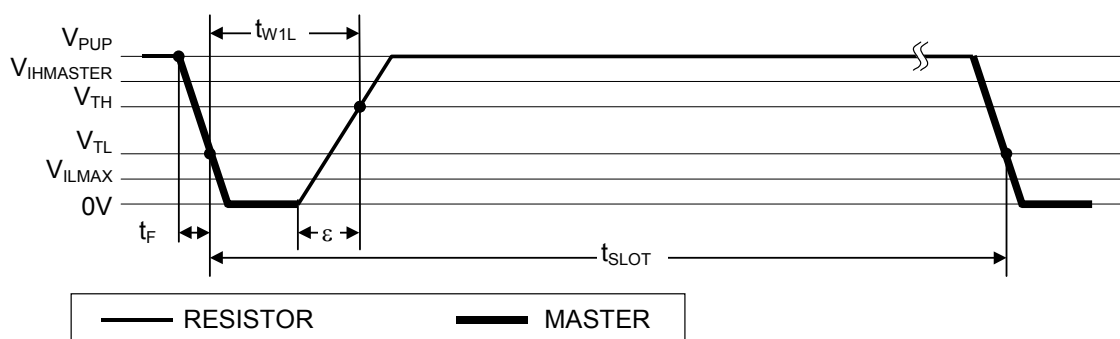 t_W1L
V_PUP
V_IHMASTER
V_TH
V_TL
V_ILMAX
0V
t_F
ε
t_SLOT
RESISTOR
MASTER